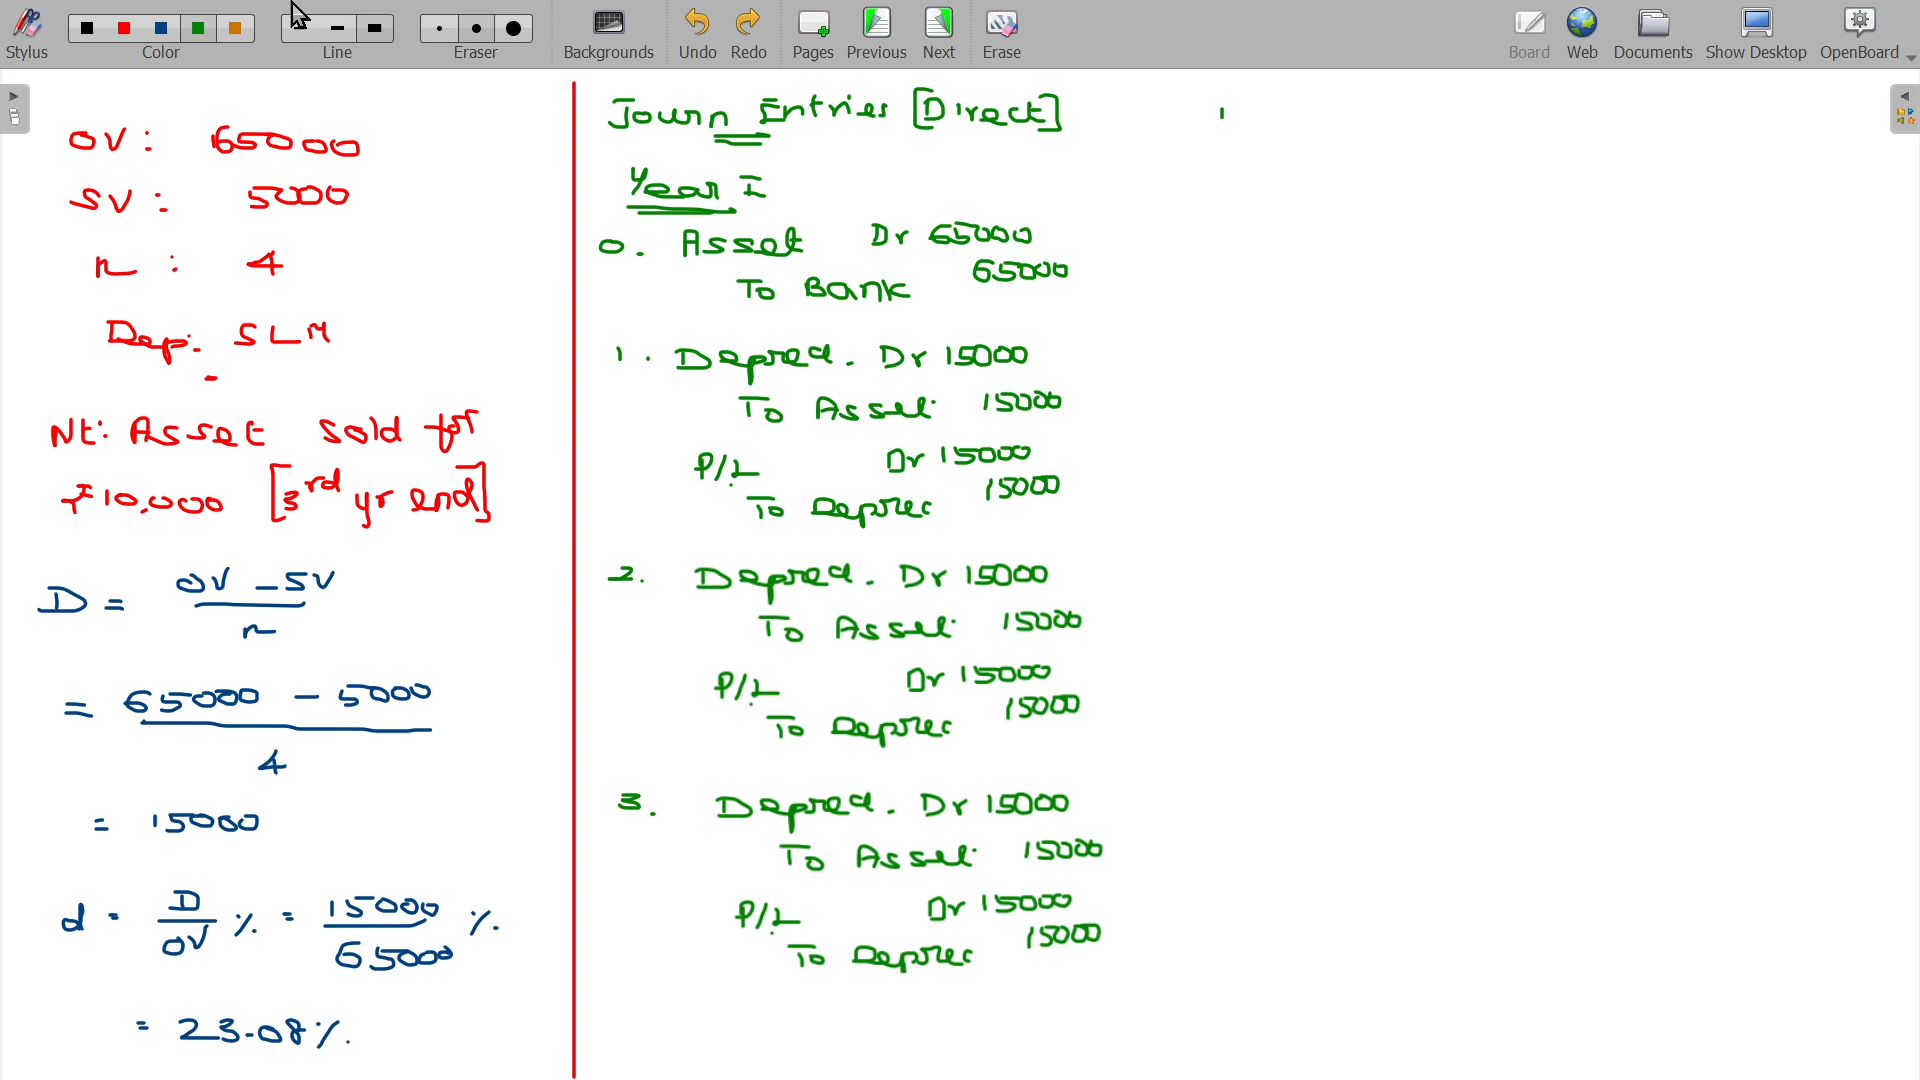 Stylus
Color
Line
Eraser
Backgrounds
Undo
Redo
Pages
Previous
Next
Erase
Board
Web
Documents
Show Desktop
OpenBoard
OV : 65000
SV : 5000
n : 4
Dep: SLM
Nt: Asset sold for
₹10,000 [3rd yr end]
D = OV - SV
n
= 65000 - 5000
4
= 15000
d = D / OV % = 15000 / 65000 %
= 23.08%.
Journ Entries [Direct]
Year I
0. Asset Dr 65000
To Bank 65000
1. Depred. Dr 15000
To Asset 15000
P/L Dr 15000
To Deprec 15000
2. Depred. Dr 15000
To Asset 15000
P/L Dr 15000
To Deprec 15000
3. Depred. Dr 15000
To Asset 15000
P/L Dr 15000
To Deprec 15000